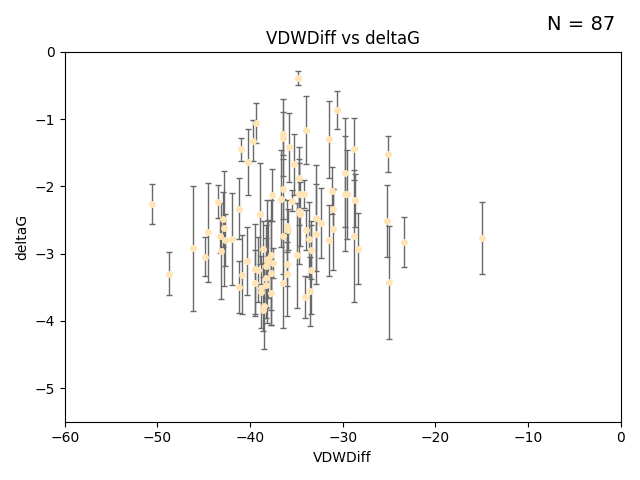 N = 87
VDWDiff vs deltaG
0
−1
−2
−3
−4
−5
deltaG
−60 −50 −40 −30 −20 −10 0
VDWDiff